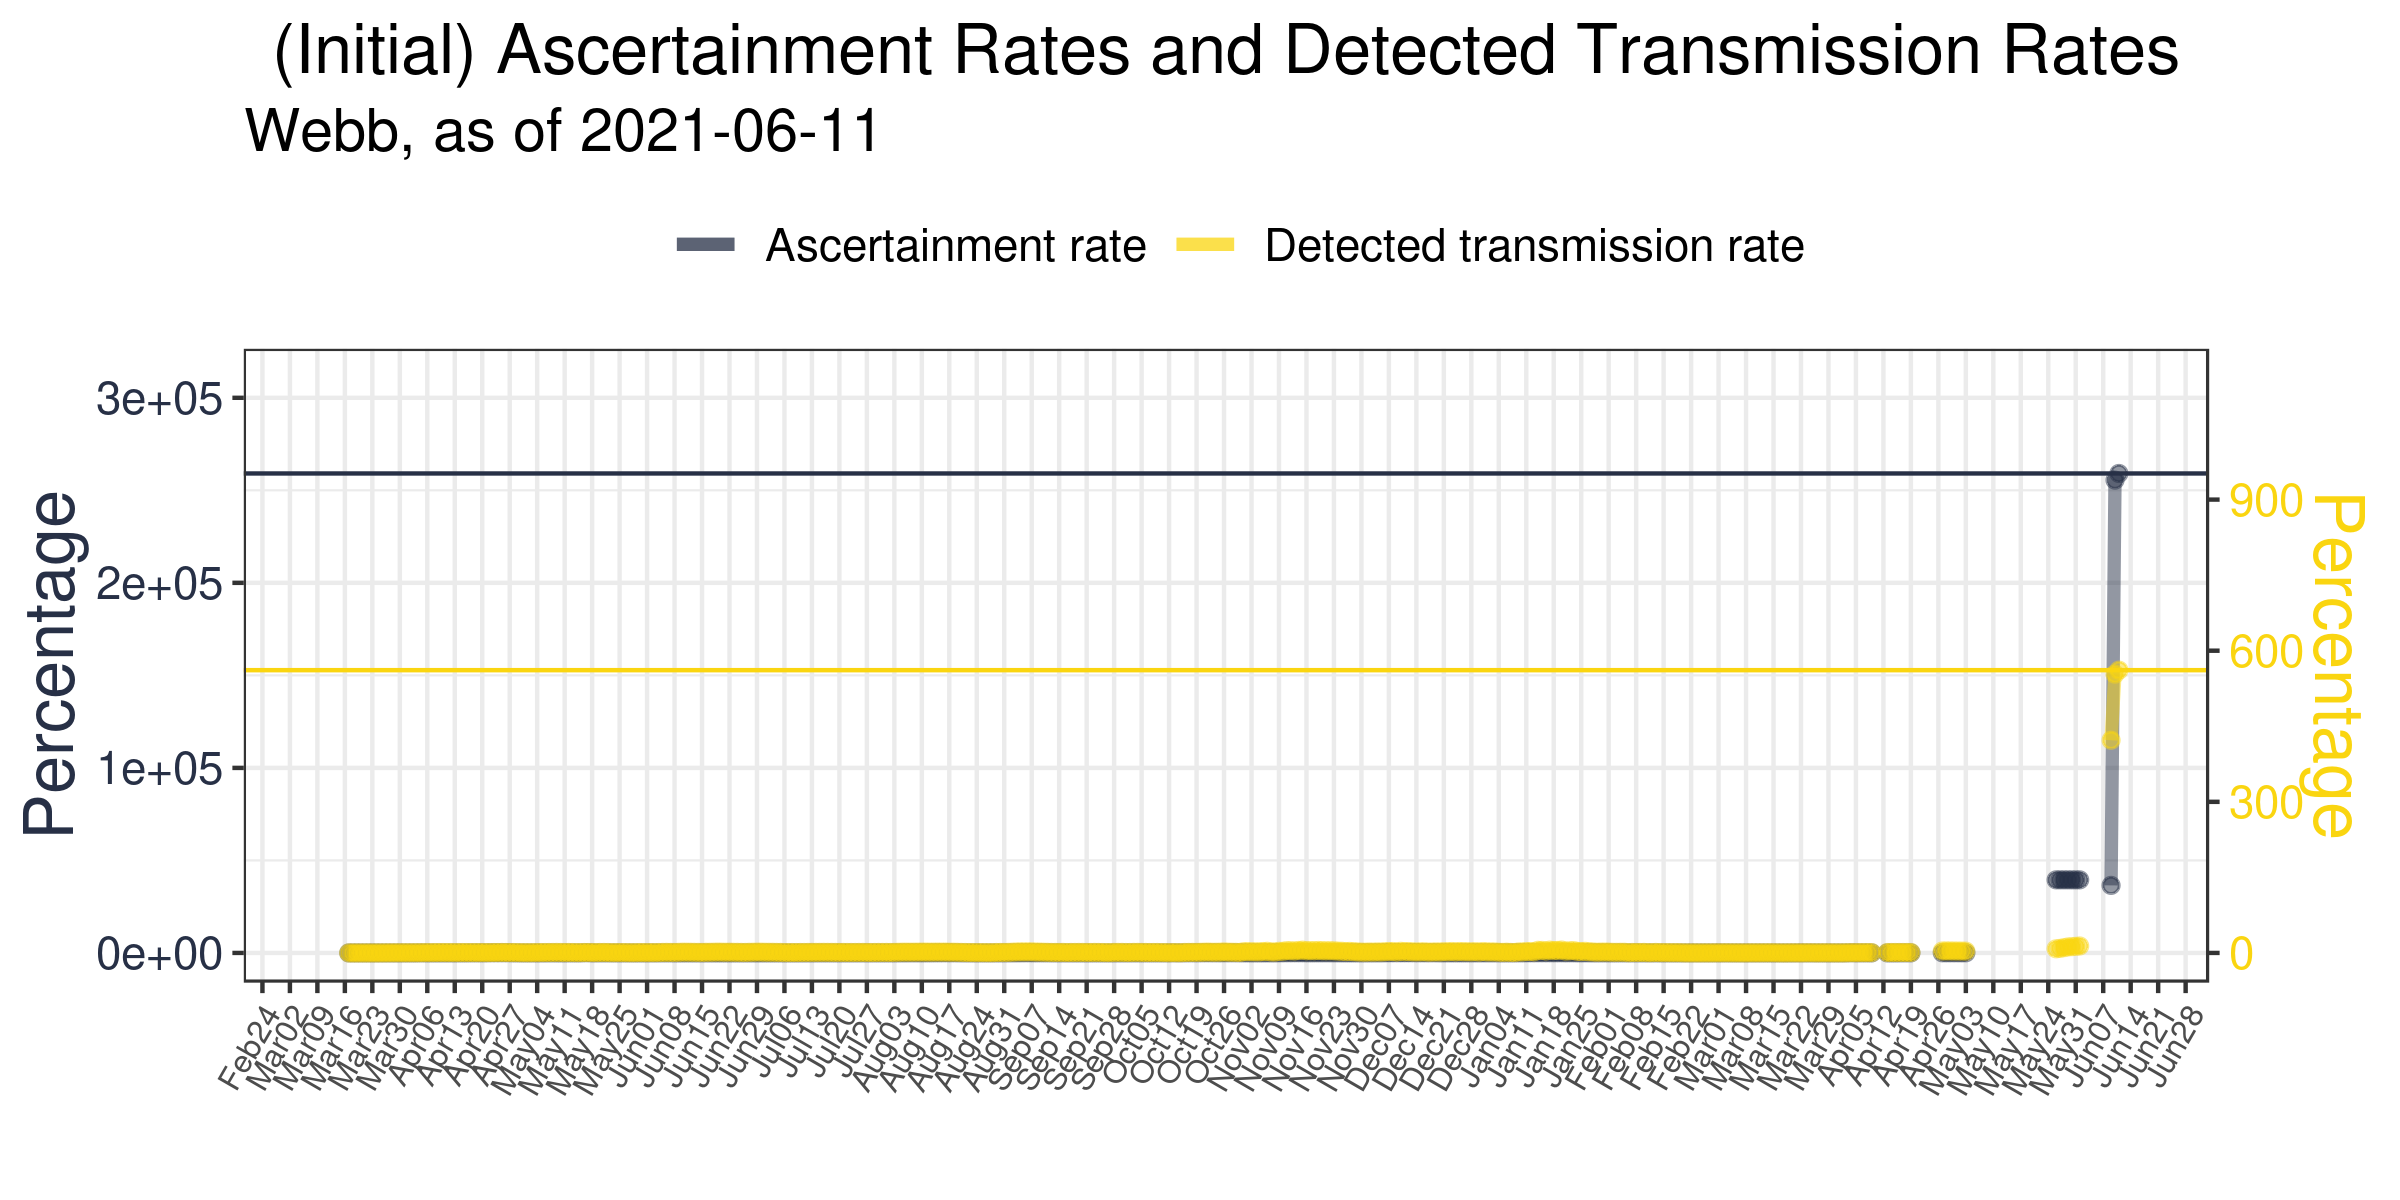 (Initial) Ascertainment Rates and Detected Transmission Rates
Webb, as of 2021-06-11
Ascertainment rate
Detected transmission rate
Percentage
3e+05
2e+05
1e+05
0e+00
900
600
300
0
Percentage
Feb24
Mar02
Mar09
Mar16
Mar23
Mar30
Apr06
Apr13
Apr20
Apr27
May04
May11
May18
May25
Jun01
Jun08
Jun15
Jun22
Jun29
Jul06
Jul13
Jul20
Jul27
Aug03
Aug10
Aug17
Aug24
Aug31
Sep07
Sep14
Sep21
Sep28
Oct05
Oct12
Oct19
Oct26
Nov02
Nov09
Nov16
Nov23
Nov30
Dec07
Dec14
Dec21
Dec28
Jan04
Jan11
Jan18
Jan25
Feb01
Feb08
Feb15
Feb22
Mar01
Mar08
Mar15
Mar22
Mar29
Apr05
Apr12
Apr19
Apr26
May03
May10
May17
May24
May31
Jun07
Jun14
Jun21
Jun28